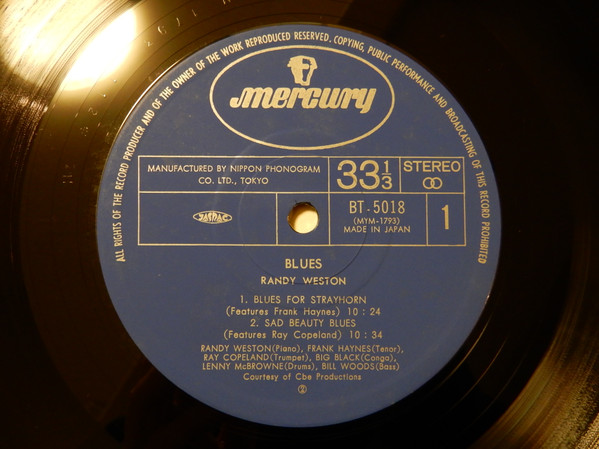 ALL RIGHTS OF THE RECORD PRODUCER AND OF THE OWNER OF THE WORK REPRODUCED RESERVED. COPYING, PUBLIC PERFORMANCE AND BROADCASTING OF THIS RECORD PROHIBITED
mercury
MANUFACTURED BY NIPPON PHONOGRAM
CO. LTD., TOKYO
33 1/3
STEREO
JASRAC
BT-5018
(MYM-1793)
MADE IN JAPAN
1
BLUES
RANDY WESTON
1. BLUES FOR STRAYHORN
(Features Frank Haynes) 10:24
2. SAD BEAUTY BLUES
(Features Ray Copeland) 10:34
RANDY WESTON(Piano), FRANK HAYNES(Tenor),
RAY COPELAND(Trumpet), BIG BLACK(Conga),
LENNY McBROWNE(Drums), BILL WOODS(Bass)
Courtesy of Cbe Productions
℗